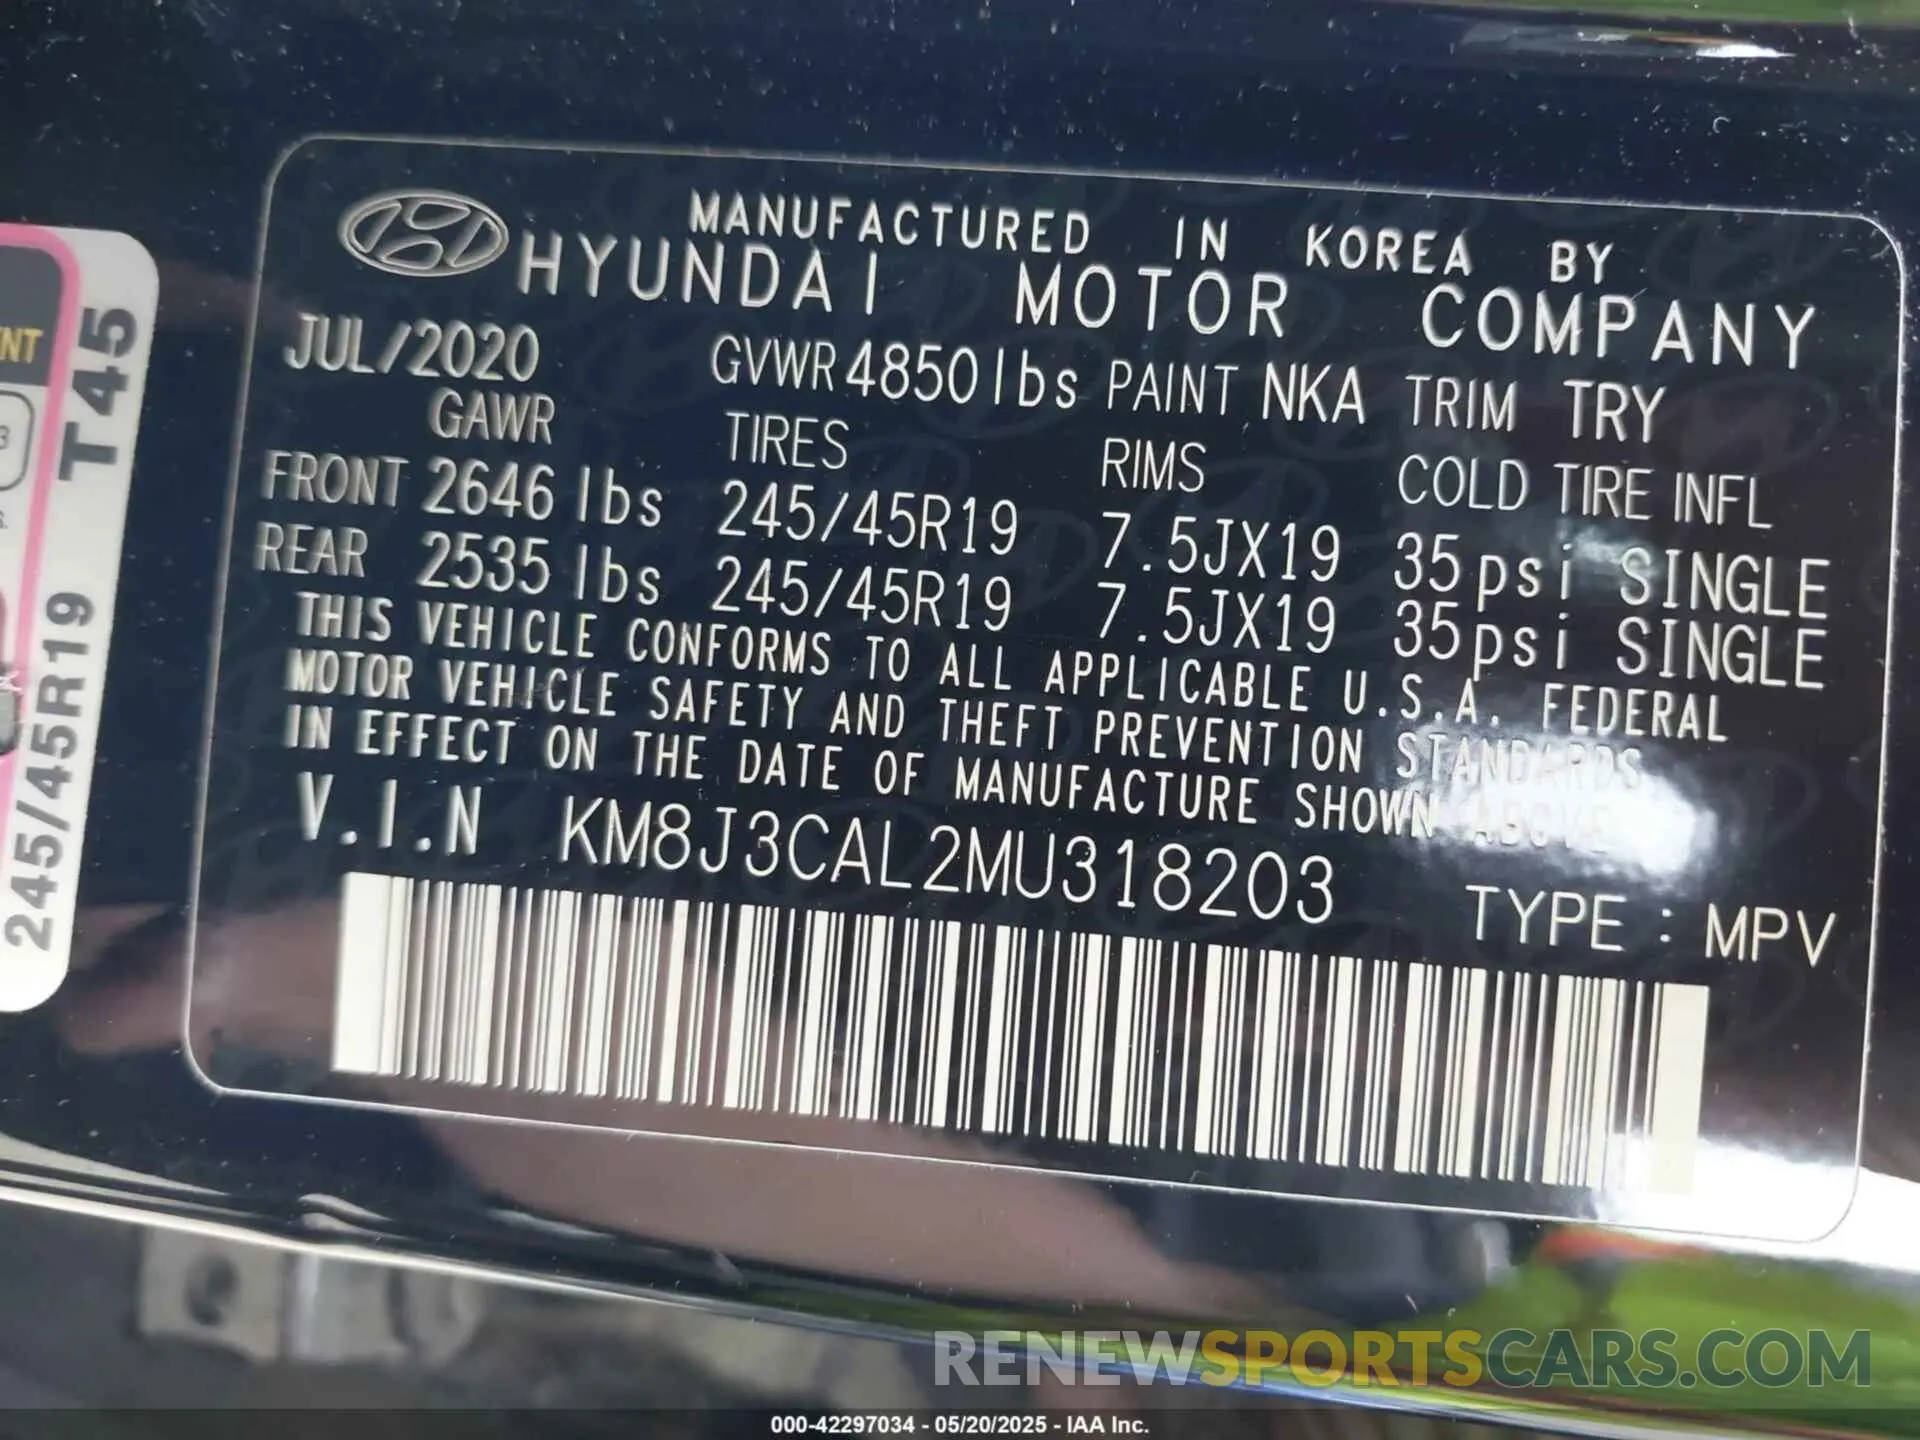 MANUFACTURED IN KOREA BY
HYUNDAI MOTOR COMPANY
JUL/2020 GVWR 4850 lbs PAINT NKA TRIM TRY
GAWR TIRES RIMS COLD TIRE INFL
FRONT 2646 lbs 245/45R19 7.5JX19 35psi SINGLE
REAR 2535 lbs 245/45R19 7.5JX19 35psi SINGLE
THIS VEHICLE CONFORMS TO ALL APPLICABLE U.S.A. FEDERAL
MOTOR VEHICLE SAFETY AND THEFT PREVENTION STANDARDS
IN EFFECT ON THE DATE OF MANUFACTURE SHOWN ABOVE
V.I.N KM8J3CAL2MU318203
TYPE : MPV
245/45R19 T45
RENEWSPORTSCARS.COM
000-42297034 - 05/20/2025 - IAA Inc.